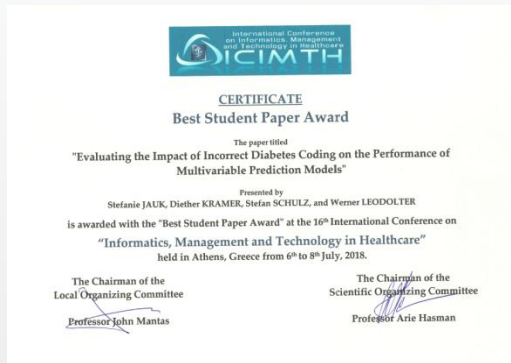 International Conference
on Informatics, Management
and Technology in Healthcare
ICIMTH
CERTIFICATE
Best Student Paper Award
The paper titled
"Evaluating the Impact of Incorrect Diabetes Coding on the Performance of
Multivariable Prediction Models"
Presented by
Stefanie JAUK, Diether KRAMER, Stefan SCHULZ, and Werner LEODOLTER
is awarded with the "Best Student Paper Award" at the 16th International Conference on
"Informatics, Management and Technology in Healthcare"
held in Athens, Greece from 6th to 8th July, 2018.
The Chairman of the
Local Organizing Committee
Professor John Mantas
The Chairman of the
Scientific Organizing Committee
Professor Arie Hasman